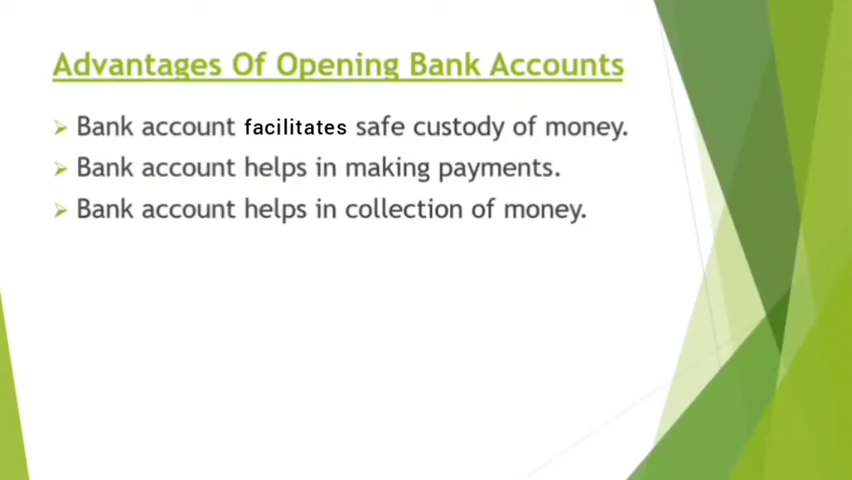 Advantages Of Opening Bank Accounts
Bank account facilitates safe custody of money.
Bank account helps in making payments.
Bank account helps in collection of money.